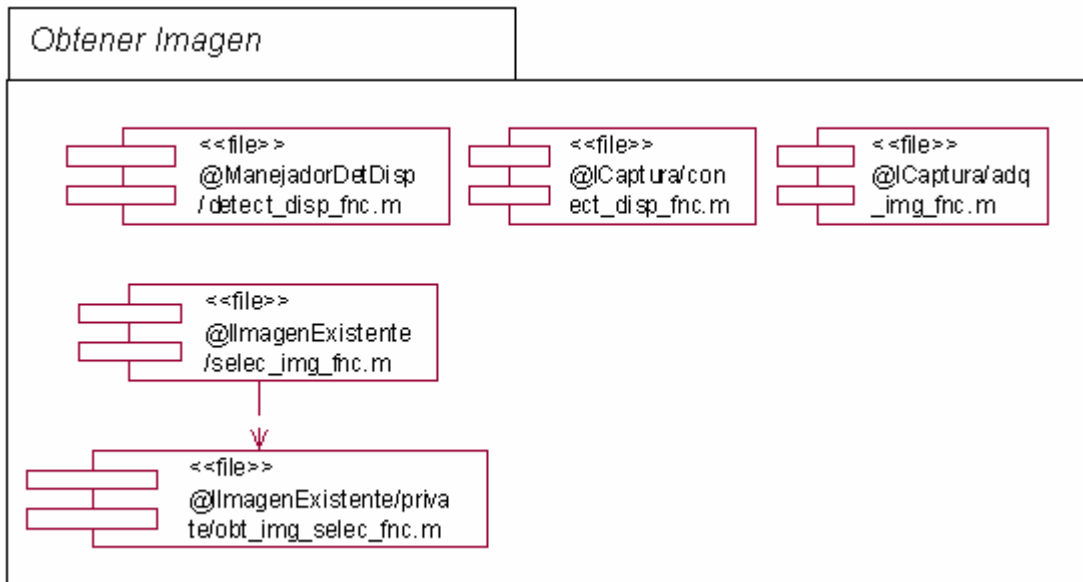 Obtener Imagen
<<file>>
@ManejadorDetDisp
/detect_disp_fnc.m
<<file>>
@ICaptura/con
ect_disp_fnc.m
<<file>>
@ICaptura/adq
_img_fnc.m
<<file>>
@IImagenExistente
/selec_img_fnc.m
<<file>>
@IImagenExistente/priva
te/obt_img_selec_fnc.m